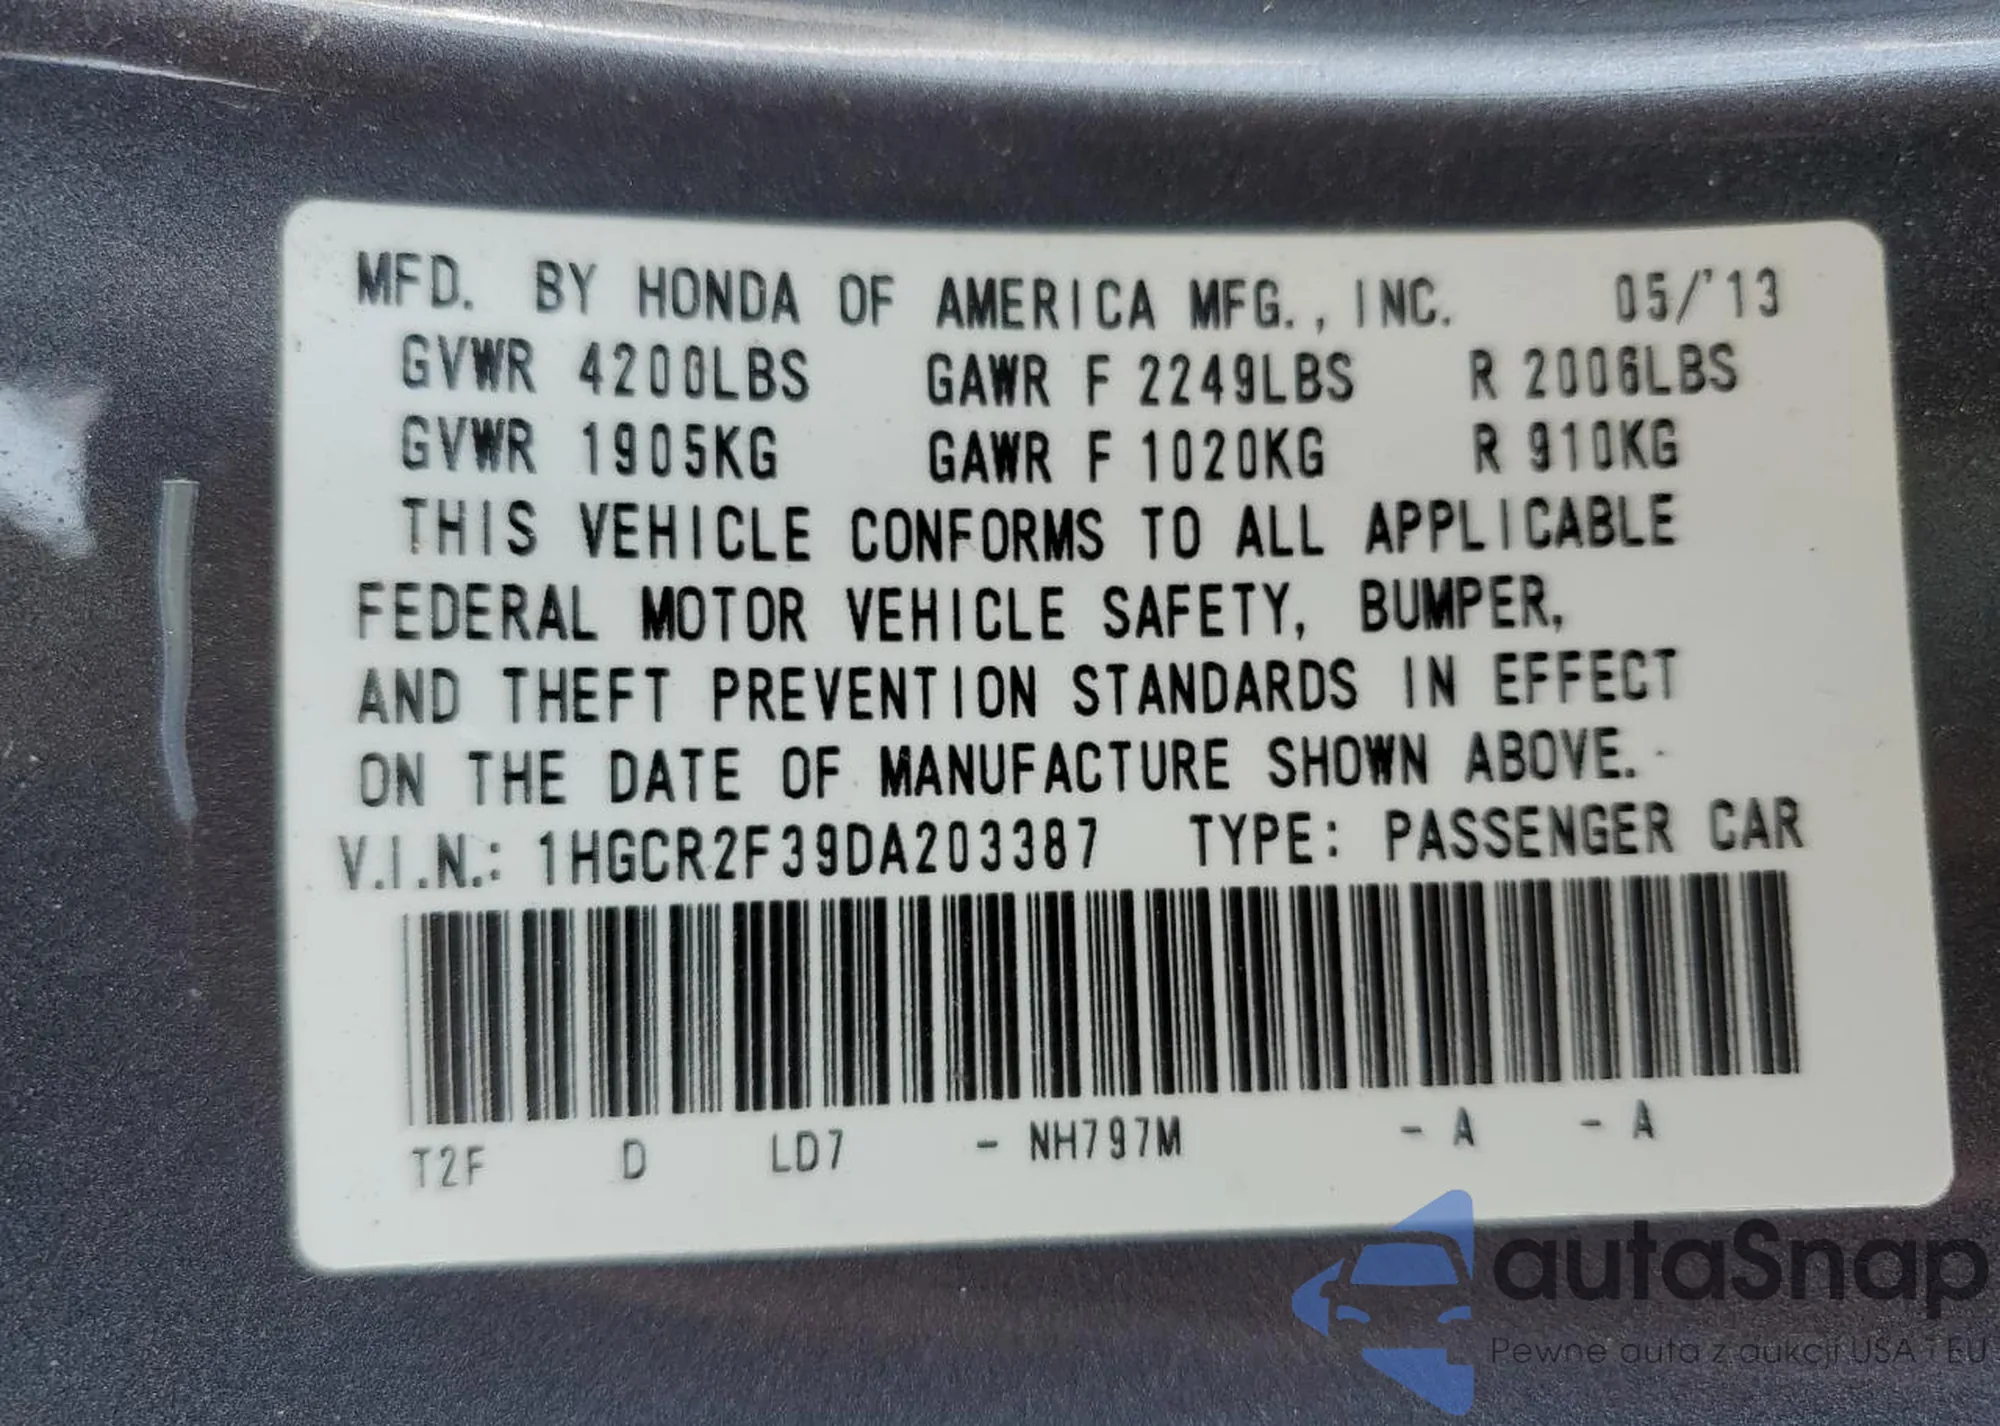 MFD. BY HONDA OF AMERICA MFG., INC. 05/'13
GVWR 4200LBS GAWR F 2249LBS R 2006LBS
GVWR 1905KG GAWR F 1020KG R 910KG
THIS VEHICLE CONFORMS TO ALL APPLICABLE
FEDERAL MOTOR VEHICLE SAFETY, BUMPER,
AND THEFT PREVENTION STANDARDS IN EFFECT
ON THE DATE OF MANUFACTURE SHOWN ABOVE.
V.I.N.: 1HGCR2F39DA203387 TYPE: PASSENGER CAR
T2F D LD7 - NH797M - A - A
autaSnap
Pewne auta z aukcji USA i EU